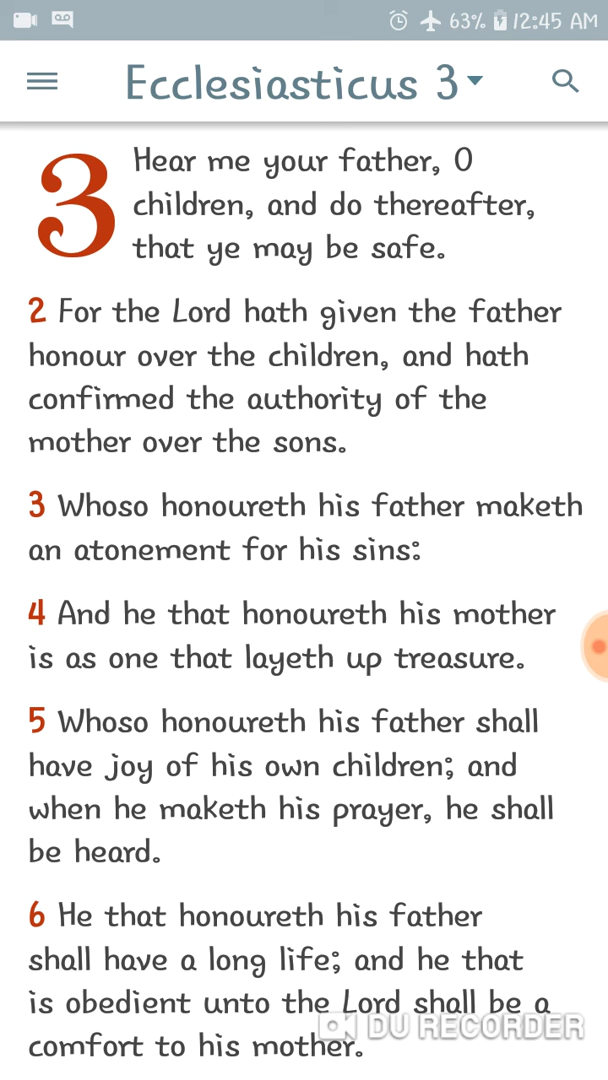 63% 12:45 AM
Ecclesiasticus 3
3 Hear me your father, O
children, and do thereafter,
that ye may be safe.
2 For the Lord hath given the father
honour over the children, and hath
confirmed the authority of the
mother over the sons.
3 Whoso honoureth his father maketh
an atonement for his sins:
4 And he that honoureth his mother
is as one that layeth up treasure.
5 Whoso honoureth his father shall
have joy of his own children; and
when he maketh his prayer, he shall
be heard.
6 He that honoureth his father
shall have a long life; and he that
is obedient unto the Lord shall be a
comfort to his mother.
DU RECORDER